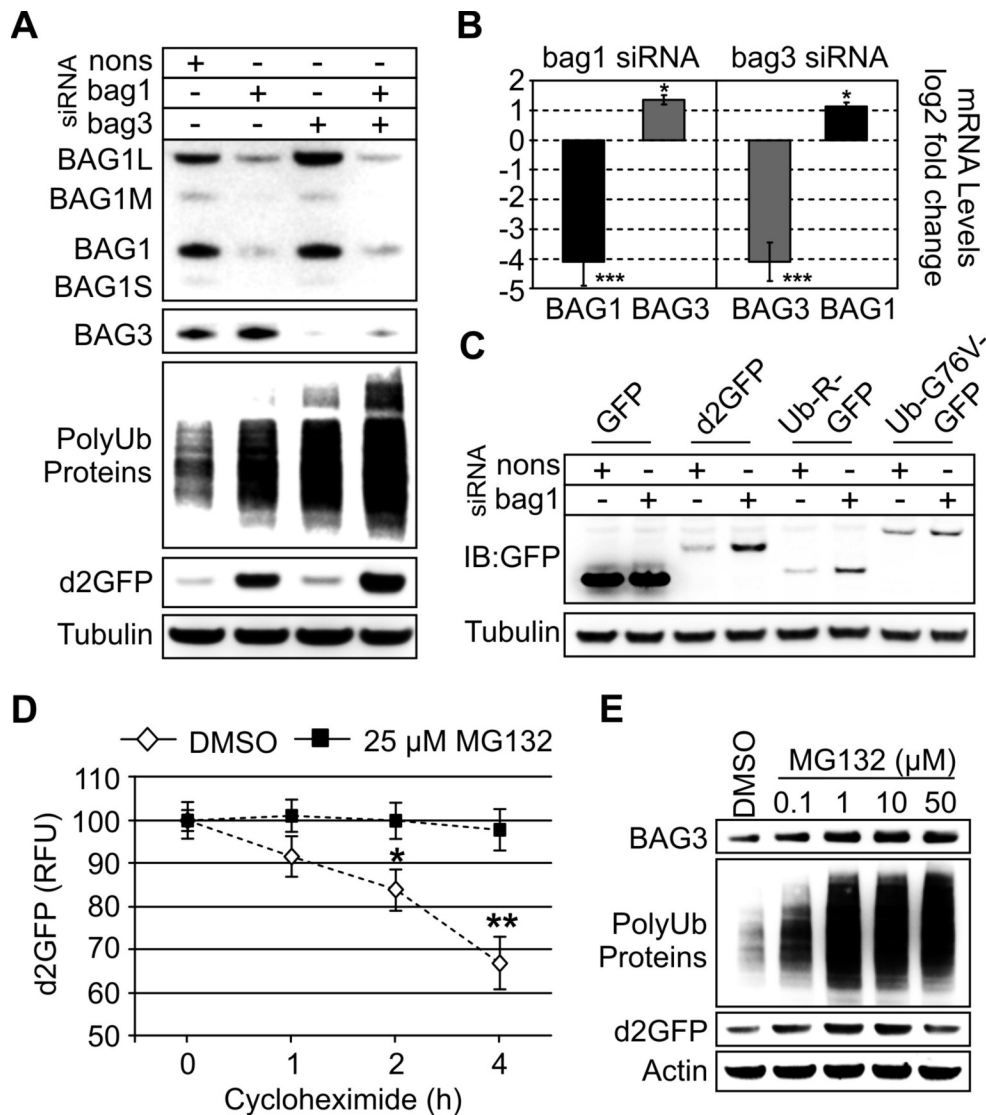 A
siRNA
nons + - - -
bag1 - + - +
bag3 - - + +
BAG1L
BAG1M
BAG1
BAG1S
BAG3
PolyUb
Proteins
d2GFP
Tubulin
B
bag1 siRNA bag3 siRNA
2
1
0
-1
-2
-3
-4
-5
* *
*** ***
BAG1 BAG3 BAG3 BAG1
mRNA Levels
log2 fold change
C
GFP
d2GFP
Ub-R-
GFP
Ub-G76V-
GFP
siRNA
nons + - + - + - + -
bag1 - + - + - + - +
IB:GFP
Tubulin
D
DMSO 25 µM MG132
110
100
90
80
70
60
50
*
**
d2GFP (RFU)
0 1 2 4
Cycloheximide (h)
E
DMSO
MG132 (µM)
0.1 1 10 50
BAG3
PolyUb
Proteins
d2GFP
Actin